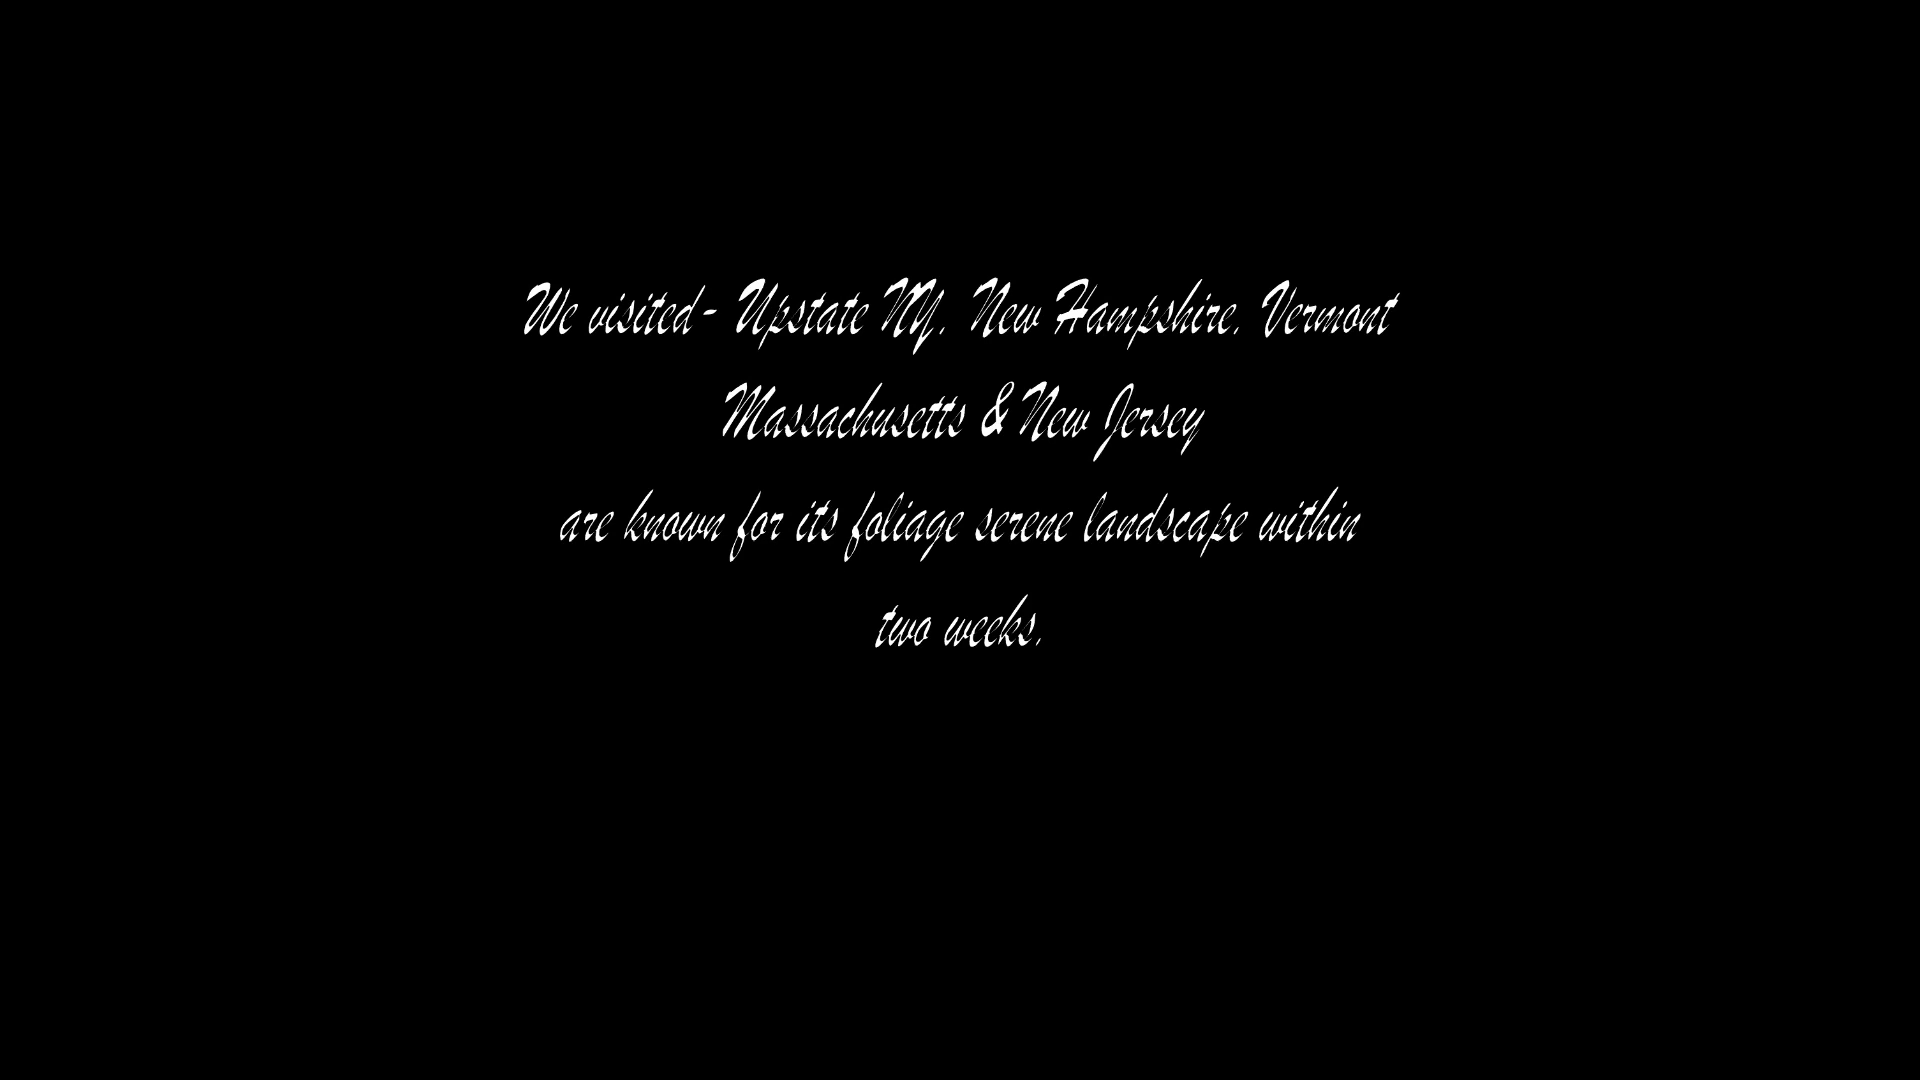 We visited- Upstate NY, New Hampshire, Vermont
Massachusetts & New Jersey
are known for its foliage serene landscape within
two weeks.